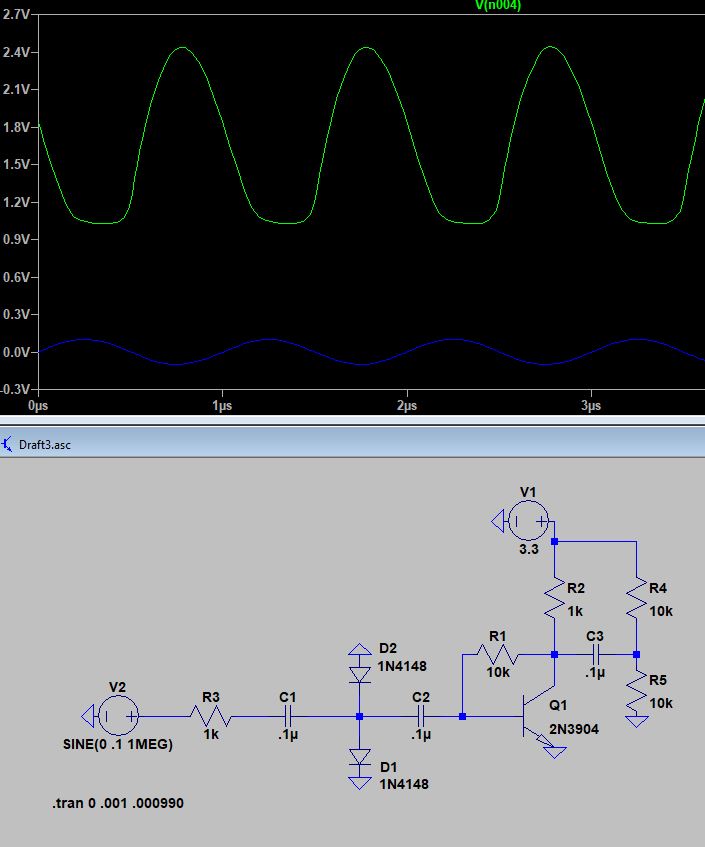 V(n004)
2.7V
2.4V
2.1V
1.8V
1.5V
1.2V
0.9V
0.6V
0.3V
0.0V
-0.3V
0µs 1µs 2µs 3µs
Draft3.asc
V1
3.3
R2
1k
R4
10k
R1
10k
C3
.1µ
D2
1N4148
R5
10k
V2
SINE(0 .1 1MEG)
R3
1k
C1
.1µ
C2
.1µ
Q1
2N3904
D1
1N4148
.tran 0 .001 .000990